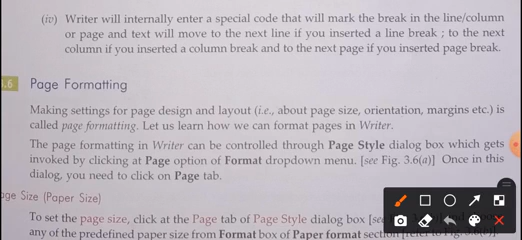 (iv) Writer will internally enter a special code that will mark the break in the line/column
or page and text will move to the next line if you inserted a line break ; to the next
column if you inserted a column break and to the next page if you inserted page break.
.6 Page Formatting
Making settings for page design and layout (i.e., about page size, orientation, margins etc.) is
called page formatting. Let us learn how we can format pages in Writer.
The page formatting in Writer can be controlled through Page Style dialog box which gets
invoked by clicking at Page option of Format dropdown menu. [see Fig. 3.6(a)] Once in this
dialog, you need to click on Page tab.
ge Size (Paper Size)
To set the page size, click at the Page tab of Page Style dialog box
any of the predefined paper size from Format box of Paper format section